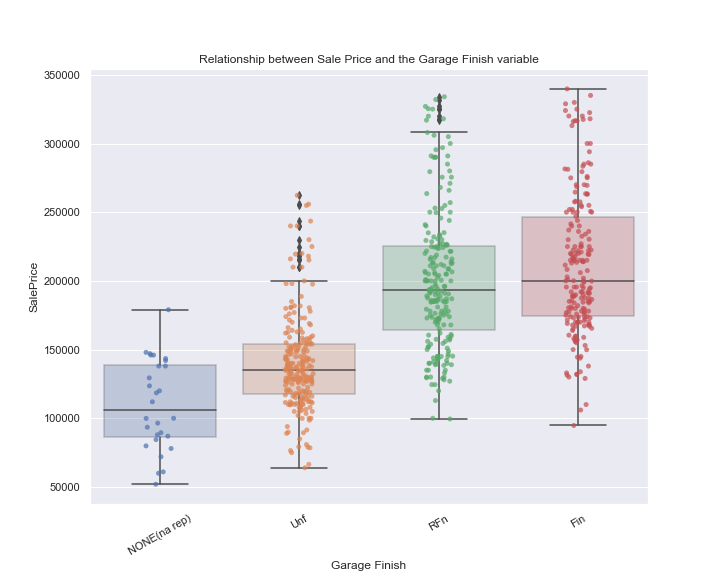 Relationship between Sale Price and the Garage Finish variable
350000
300000
250000
200000
150000
100000
50000
SalePrice
NONE(na rep)
Unf
RFn
Fin
Garage Finish